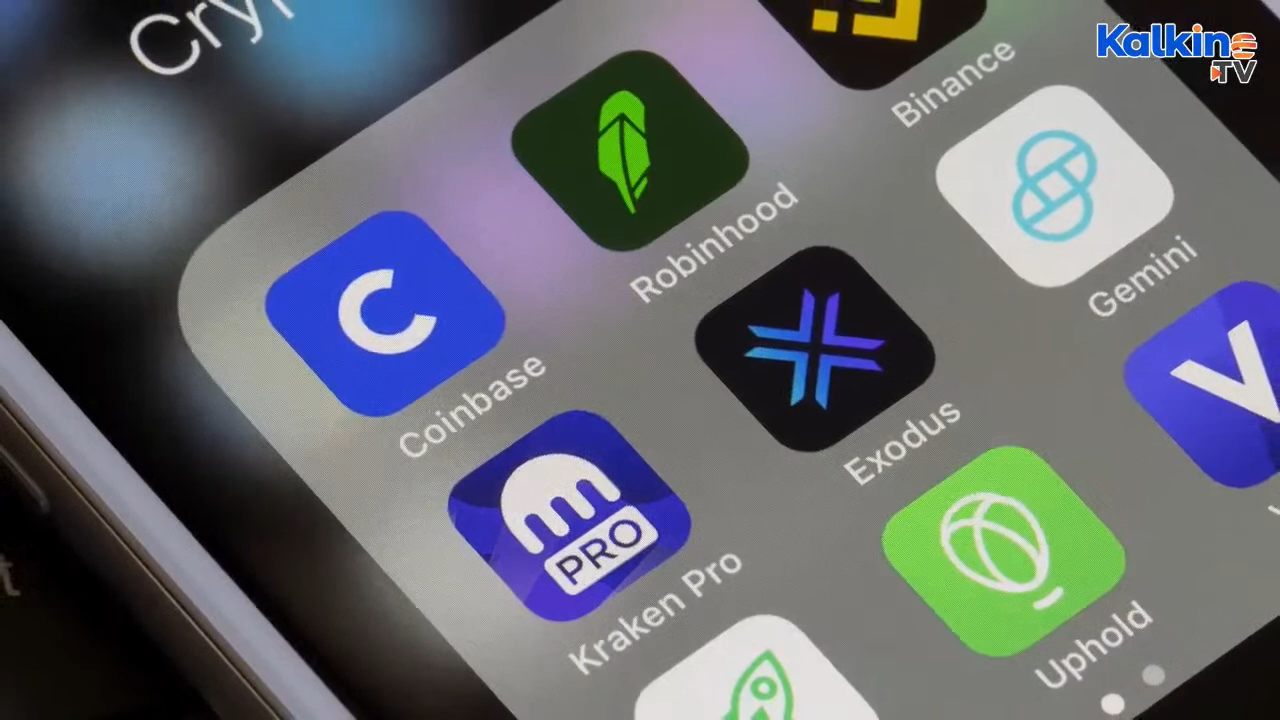 Kalkine
TV
Binance
Robinhood
Gemini
Coinbase
Exodus
PRO
Kraken Pro
Uphold